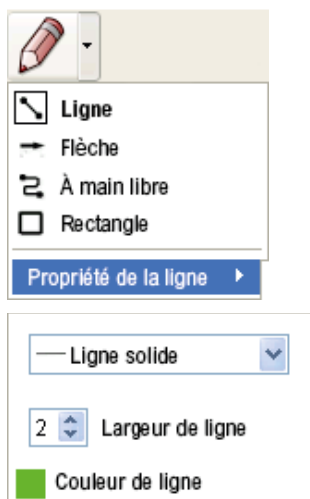 Ligne
Flèche
À main libre
Rectangle
Propriété de la ligne
Ligne solide
2 Largeur de ligne
Couleur de ligne